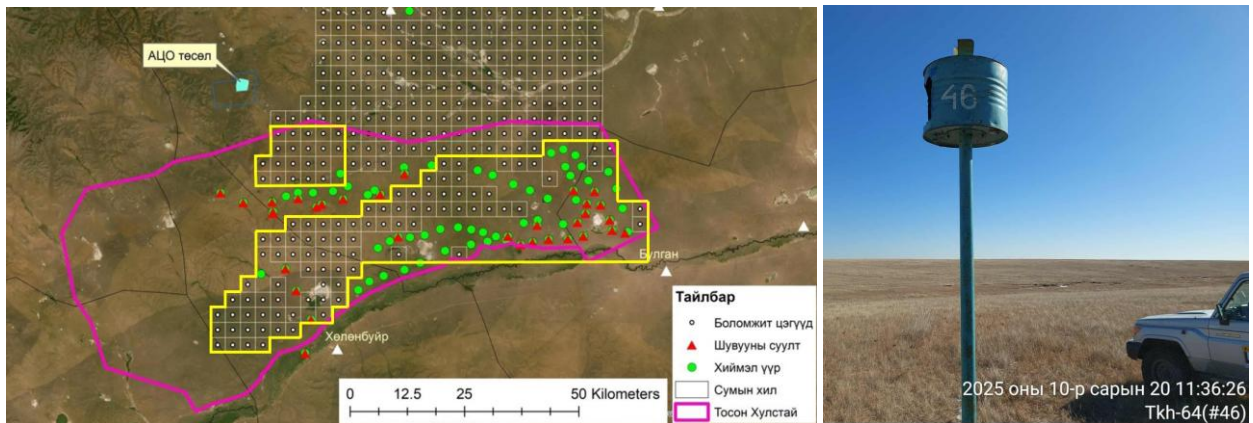 АЦО төсөл
Булган
Хөлөнбуйр
0 12.5 25 50 Kilometers
Тайлбар
Боломжит цэгүүд
Шувууны суулт
Хиймэл үүр
Сумын хил
Тосон Хулстай
46
2025 оны 10-р сарын 20 11:36:26
Tkh-64(#46)